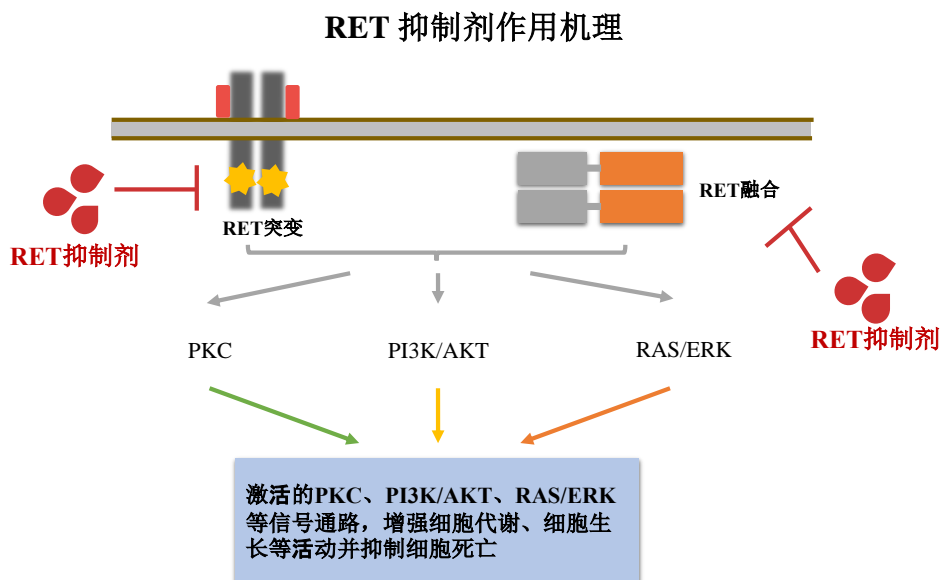 RET 抑制剂作用机理
RET融合
RET突变
RET抑制剂
RET抑制剂
PKC
PI3K/AKT
RAS/ERK
激活的PKC、PI3K/AKT、RAS/ERK
等信号通路，增强细胞代谢、细胞生
长等活动并抑制细胞死亡